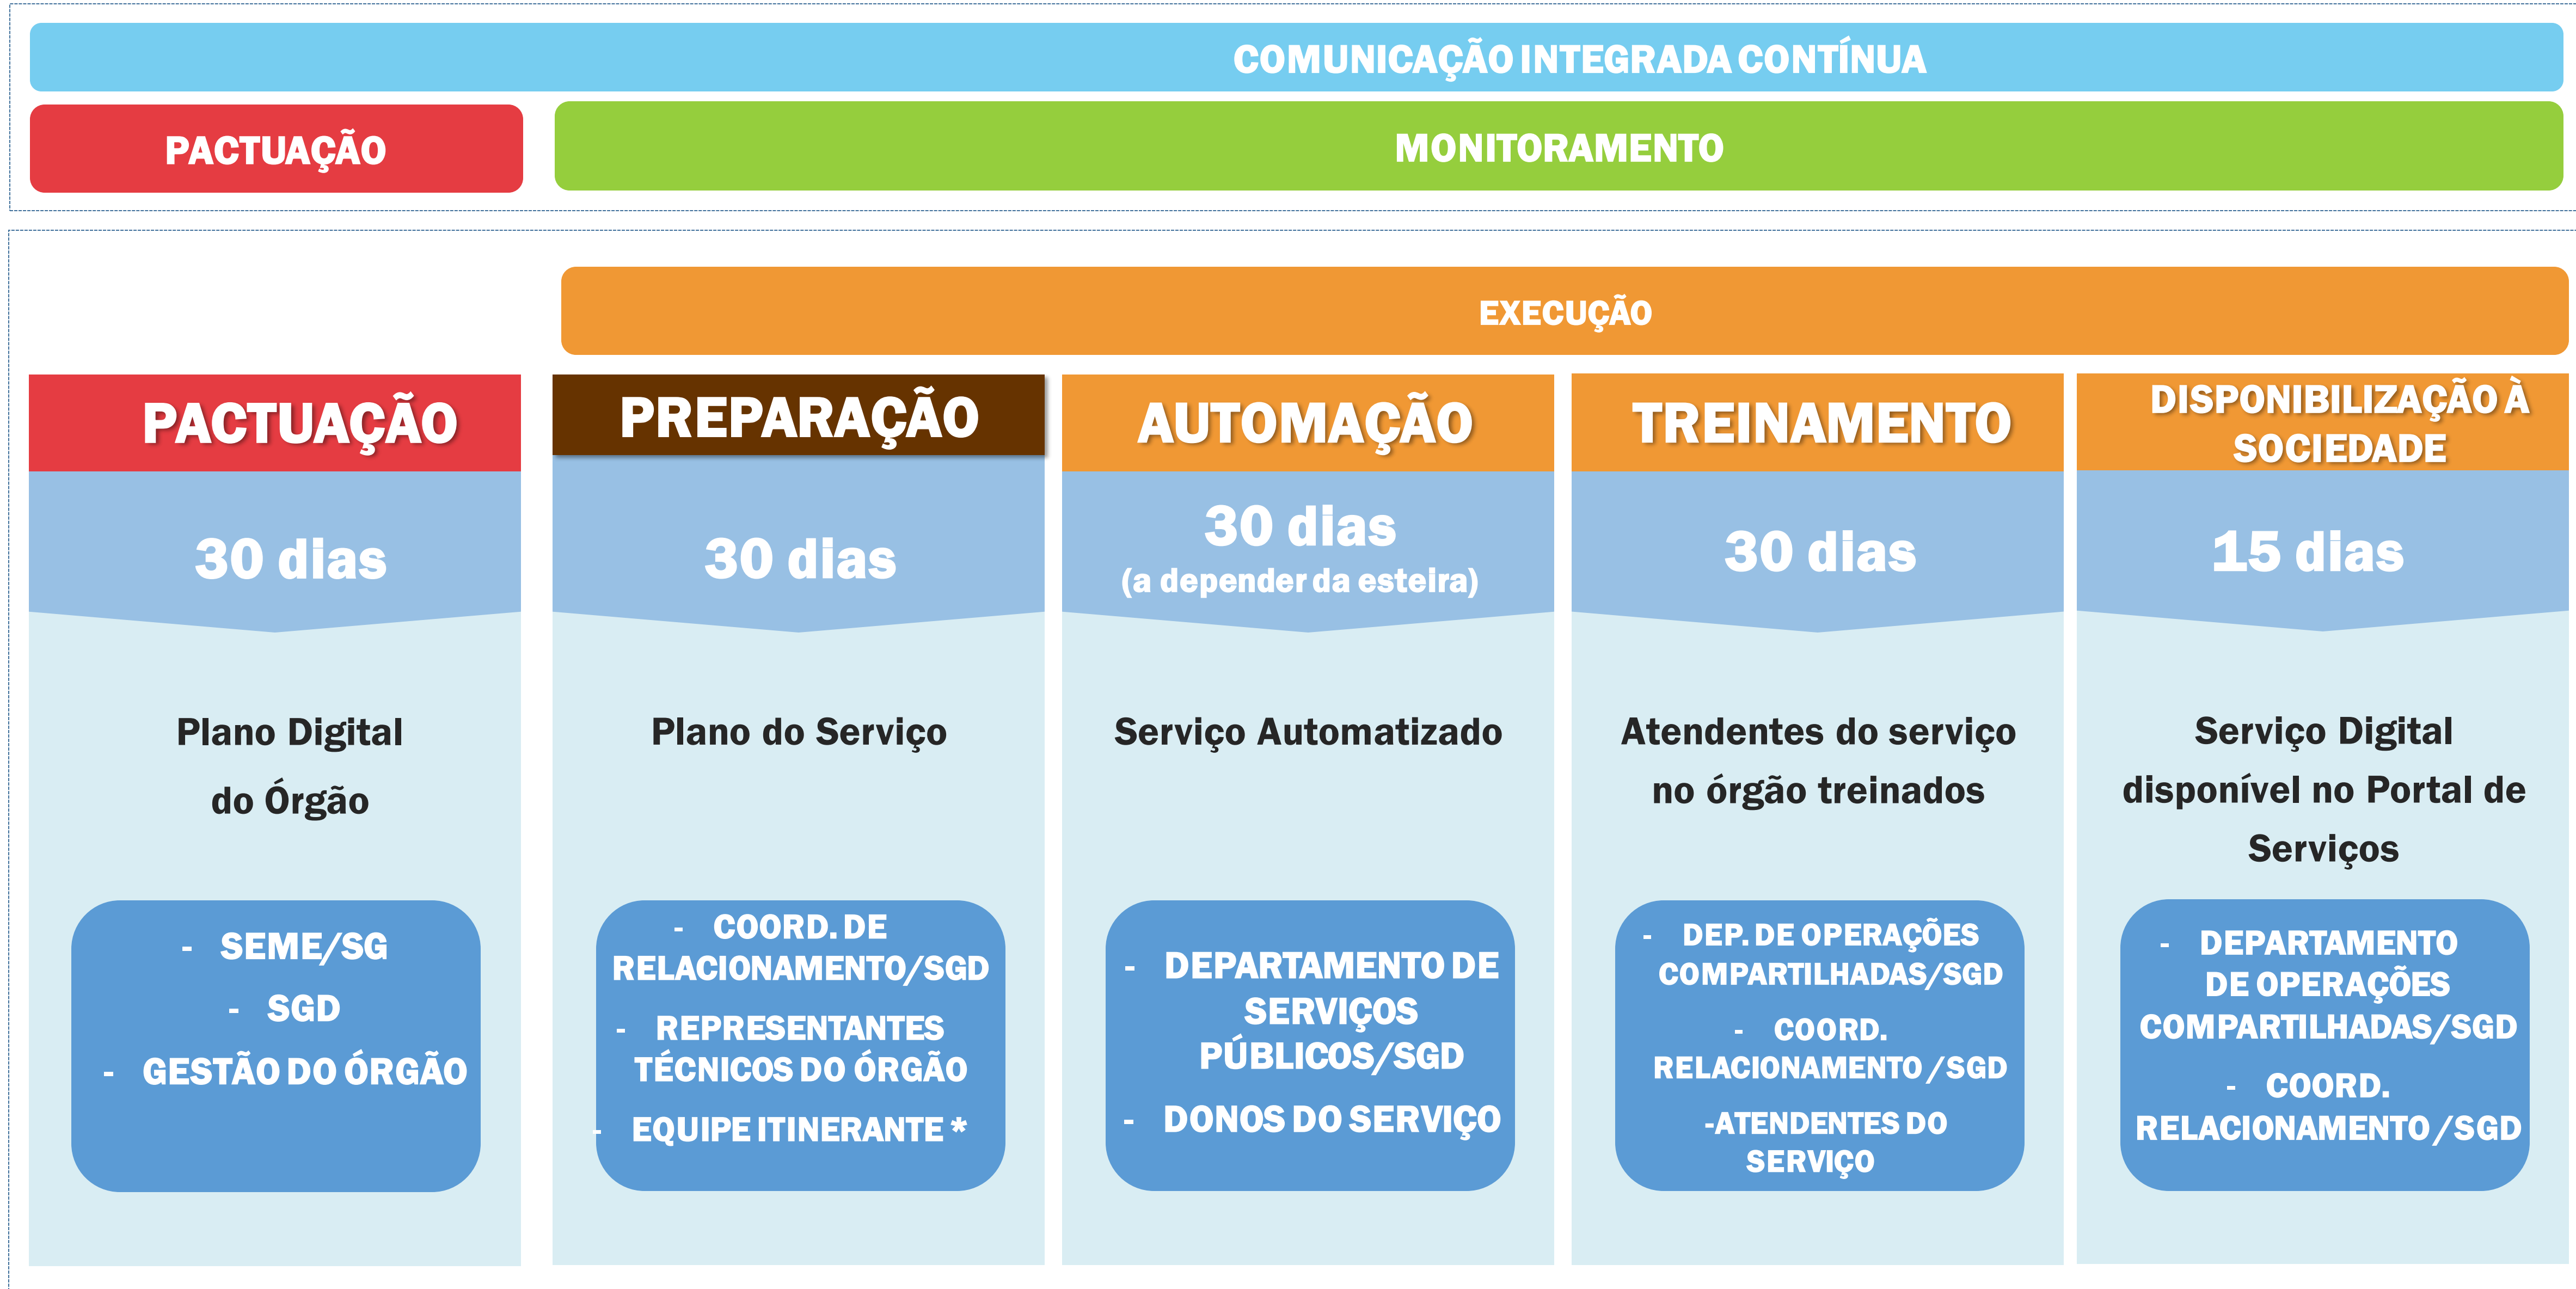 COMUNICAÇÃO INTEGRADA CONTÍNUA
PACTUAÇÃO
MONITORAMENTO
EXECUÇÃO
PACTUAÇÃO
30 dias
Plano Digital
do Órgão
- SEME/SG
- SGD
- GESTÃO DO ÓRGÃO
PREPARAÇÃO
30 dias
Plano do Serviço
- COORD. DE
RELACIONAMENTO/SGD
- REPRESENTANTES
TÉCNICOS DO ÓRGÃO
- EQUIPE ITINERANTE *
AUTOMAÇÃO
30 dias
(a depender da esteira)
Serviço Automatizado
- DEPARTAMENTO DE
SERVIÇOS
PÚBLICOS/SGD
- DONOS DO SERVIÇO
TREINAMENTO
30 dias
Atendentes do serviço
no órgão treinados
- DEP. DE OPERAÇÕES
COMPARTILHADAS/SGD
- COORD.
RELACIONAMENTO/SGD
-ATENDENTES DO
SERVIÇO
DISPONIBILIZAÇÃO À
SOCIEDADE
15 dias
Serviço Digital
disponível no Portal de
Serviços
- DEPARTAMENTO
DE OPERAÇÕES
COMPARTILHADAS/SGD
- COORD.
RELACIONAMENTO/SGD